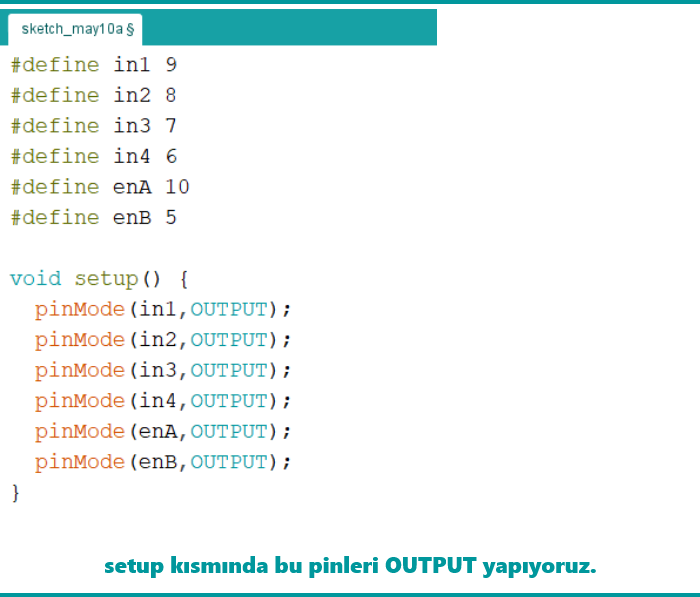 sketch_may10a §
#define in1 9
#define in2 8
#define in3 7
#define in4 6
#define enA 10
#define enB 5
void setup() {
pinMode(in1,OUTPUT);
pinMode(in2,OUTPUT);
pinMode(in3,OUTPUT);
pinMode(in4,OUTPUT);
pinMode(enA,OUTPUT);
pinMode(enB,OUTPUT);
}
setup kısmında bu pinleri OUTPUT yapıyoruz.